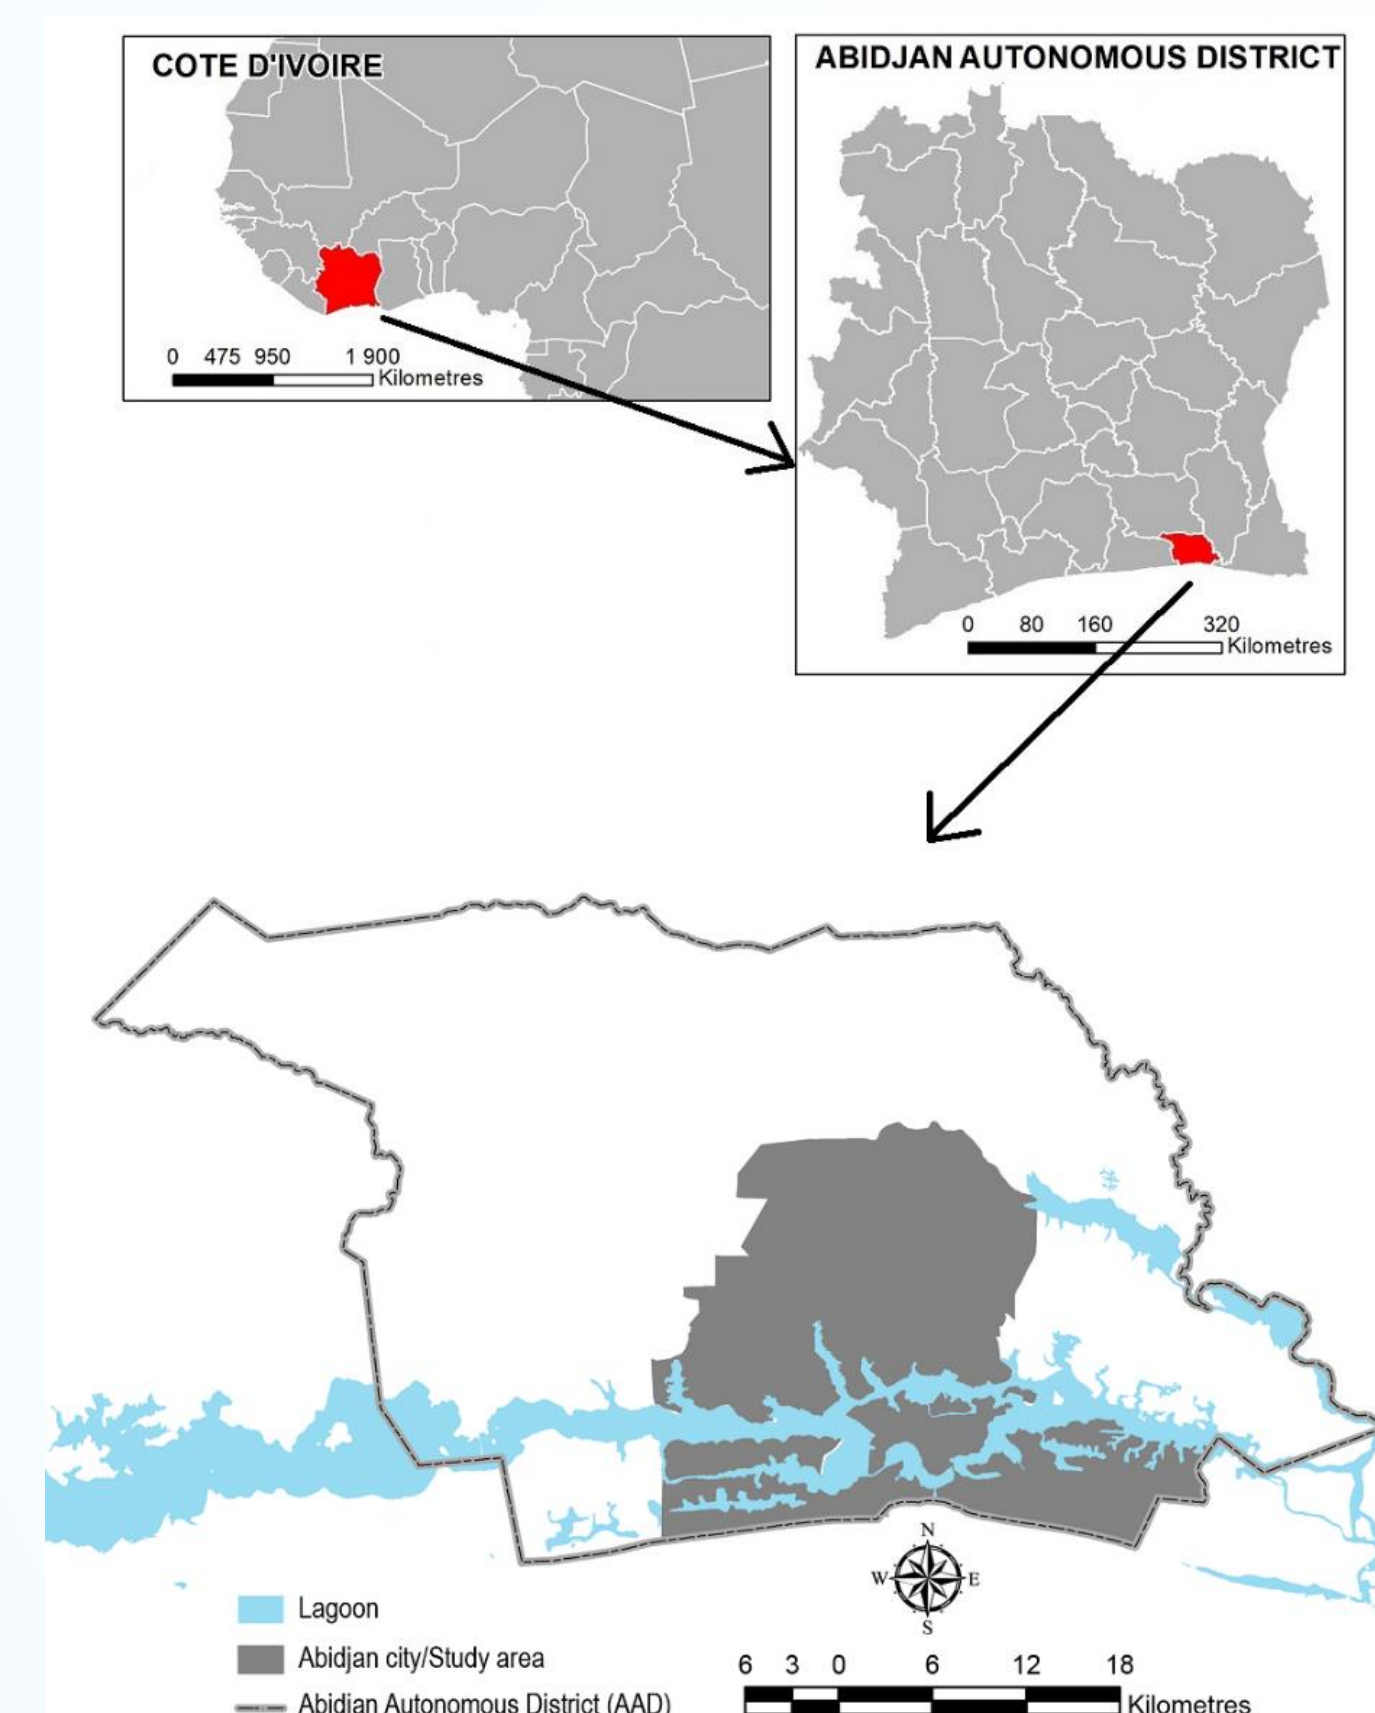 COTE D'IVOIRE
0 475 950 1 900
Kilometres
ABIDJAN AUTONOMOUS DISTRICT
0 80 160 320
Kilometres
N
W E
S
Lagoon
Abidjan city/Study area
Abidjan Autonomous District (AAD)
6 3 0 6 12 18
Kilometres